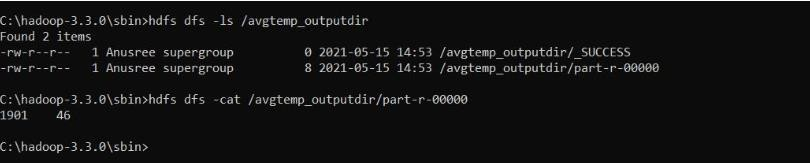 C:\hadoop-3.3.0\sbin>hdfs dfs -ls /avgtemp_outputdir
Found 2 items
-rw-r--r--   1 Anusree supergroup          0 2021-05-15 14:53 /avgtemp_outputdir/_SUCCESS
-rw-r--r--   1 Anusree supergroup          8 2021-05-15 14:53 /avgtemp_outputdir/part-r-00000
C:\hadoop-3.3.0\sbin>hdfs dfs -cat /avgtemp_outputdir/part-r-00000
1901    46
C:\hadoop-3.3.0\sbin>